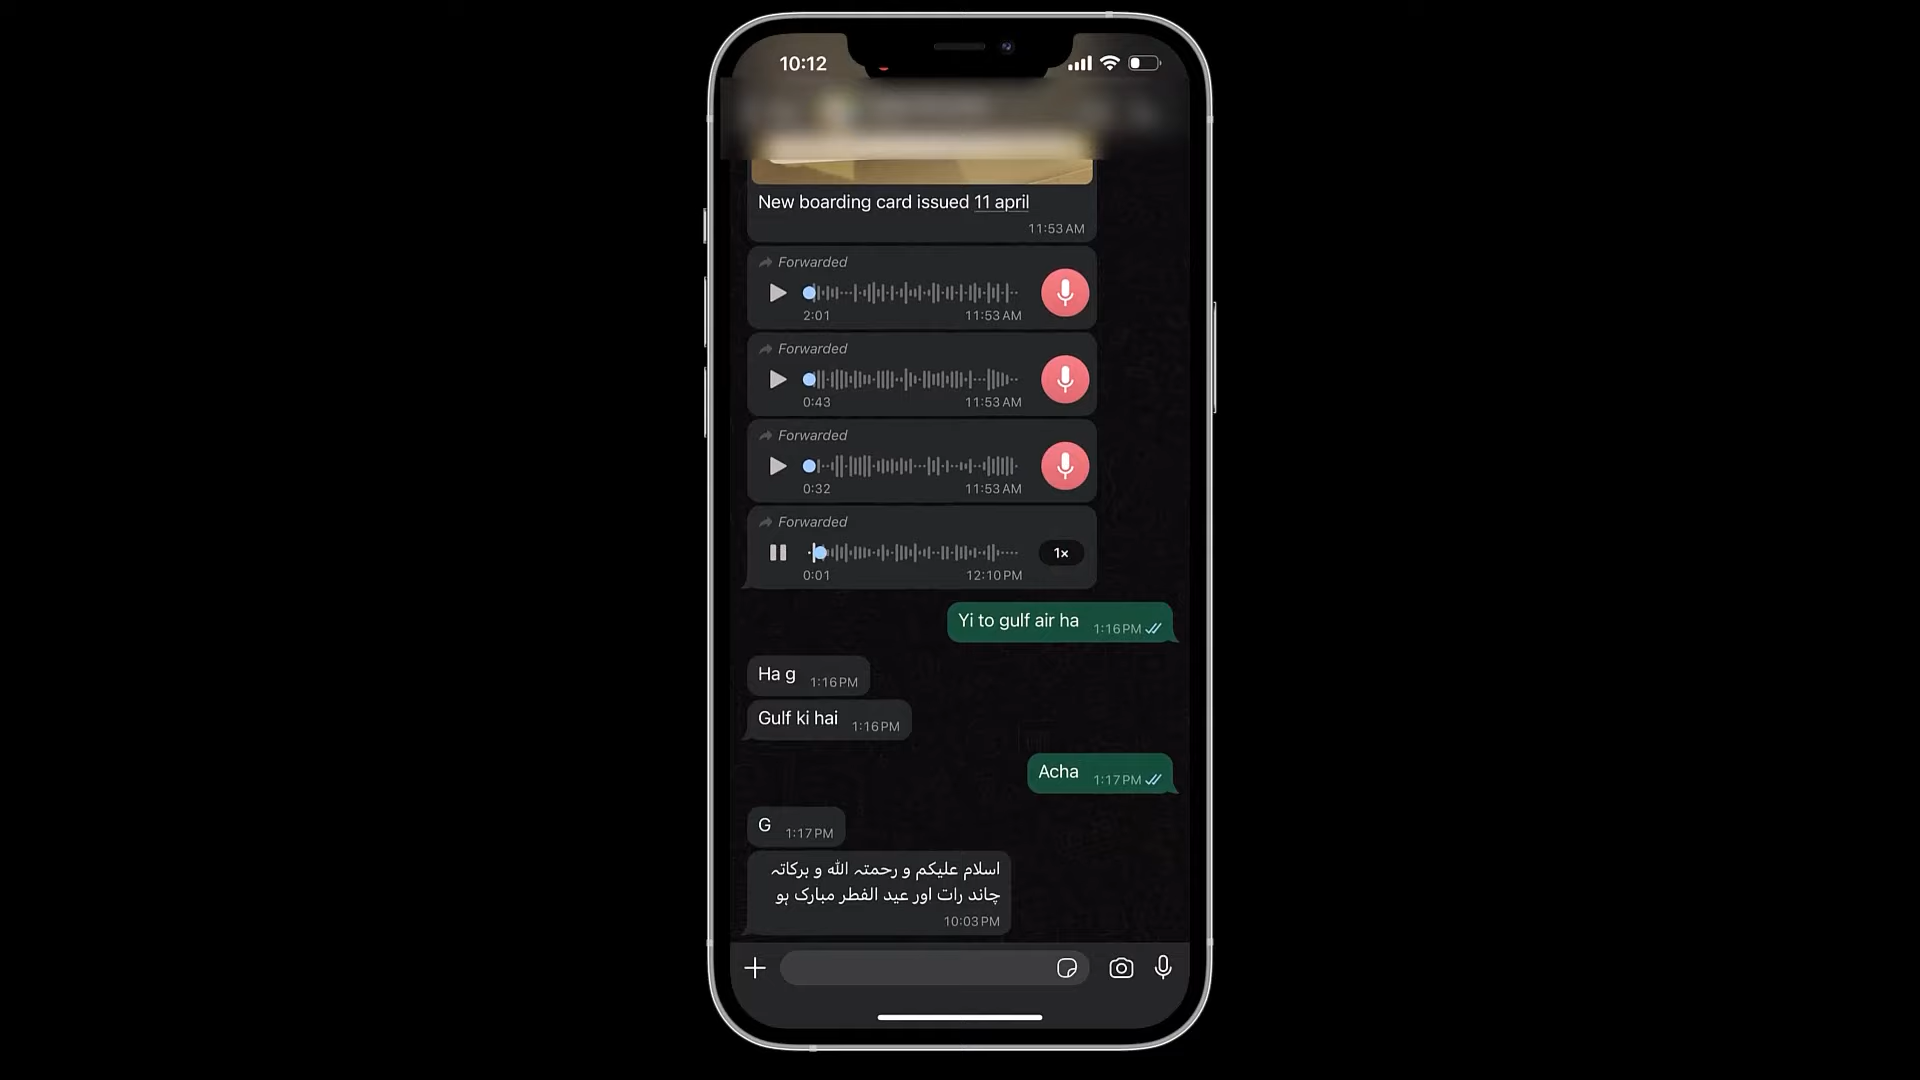 10:12
New boarding card issued 11 april
11:53 AM
Forwarded
2:01 11:53 AM
Forwarded
0:43 11:53 AM
Forwarded
0:32 11:53 AM
Forwarded
1×
0:01 12:10 PM
Yi to gulf air ha 1:16 PM
Ha g 1:16 PM
Gulf ki hai 1:16 PM
Acha 1:17 PM
G 1:17 PM
اسلام علیکم و رحمتہ اللہ و برکاتہ
چاند رات اور عید الفطر مبارک ہو
10:03 PM